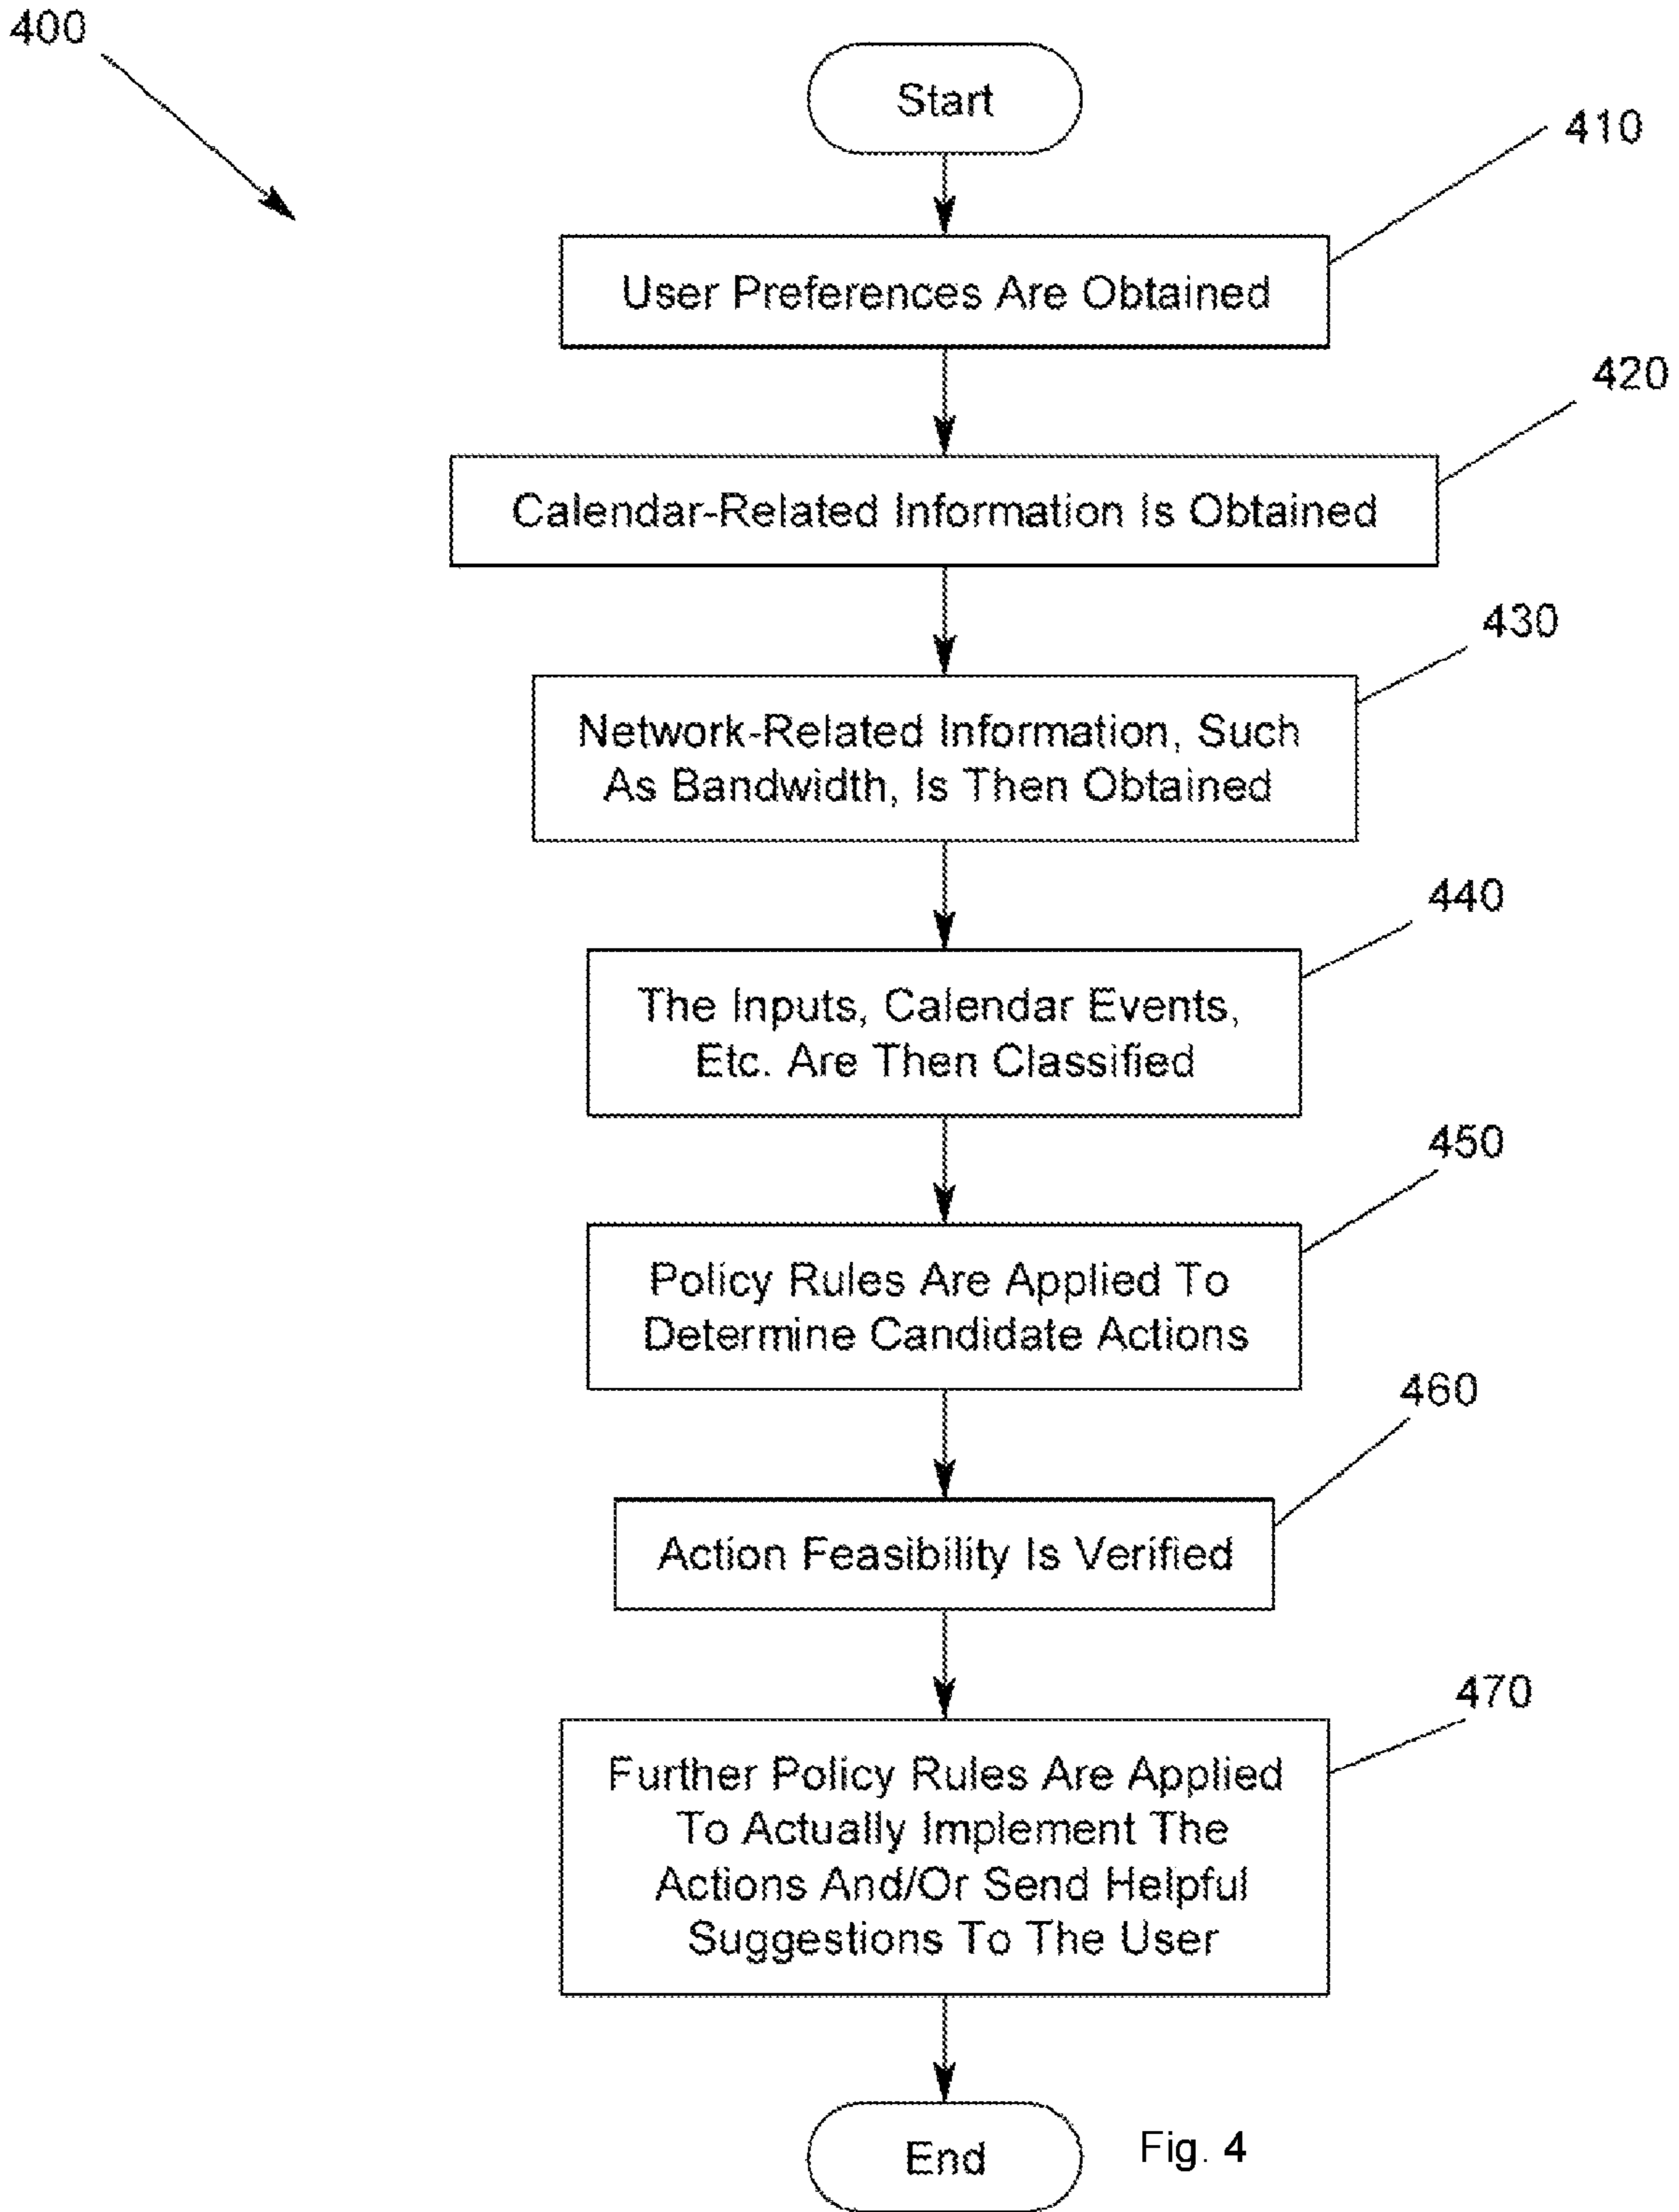 400
Start
410
User Preferences Are Obtained
420
Calendar-Related Information Is Obtained
430
Network-Related Information, Such
As Bandwidth, Is Then Obtained
440
The Inputs, Calendar Events,
Etc. Are Then Classified
450
Policy Rules Are Applied To
Determine Candidate Actions
460
Action Feasibility Is Verified
470
Further Policy Rules Are Applied
To Actually Implement The
Actions And/Or Send Helpful
Suggestions To The User
End
Fig. 4